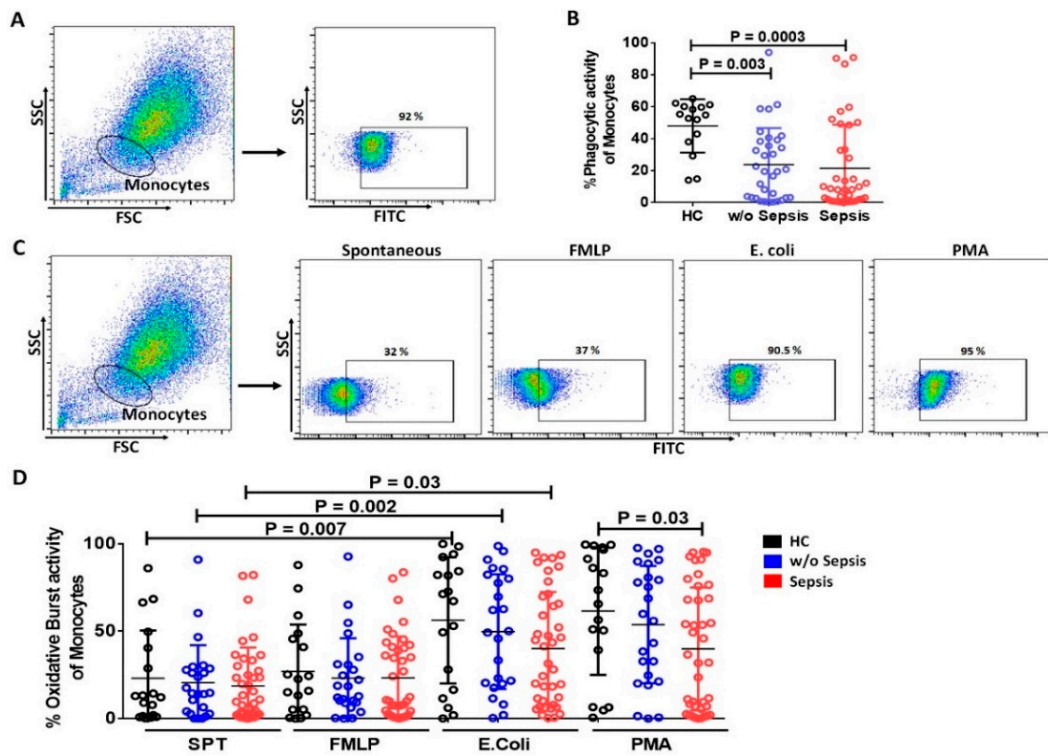 A
SSC
Monocytes
FSC
SSC
92 %
FITC
B
% Phagocytic activity
of Monocytes
100
80
60
40
20
0
P = 0.0003
P = 0.003
HC
w/o Sepsis
Sepsis
C
SSC
Monocytes
FSC
Spontaneous
FMLP
E. coli
PMA
SSC
32 %
37 %
90.5 %
95 %
FITC
D
P = 0.03
P = 0.002
P = 0.007
P = 0.03
% Oxidative Burst activity
of Monocytes
100
50
0
SPT
FMLP
E.Coli
PMA
HC
w/o Sepsis
Sepsis